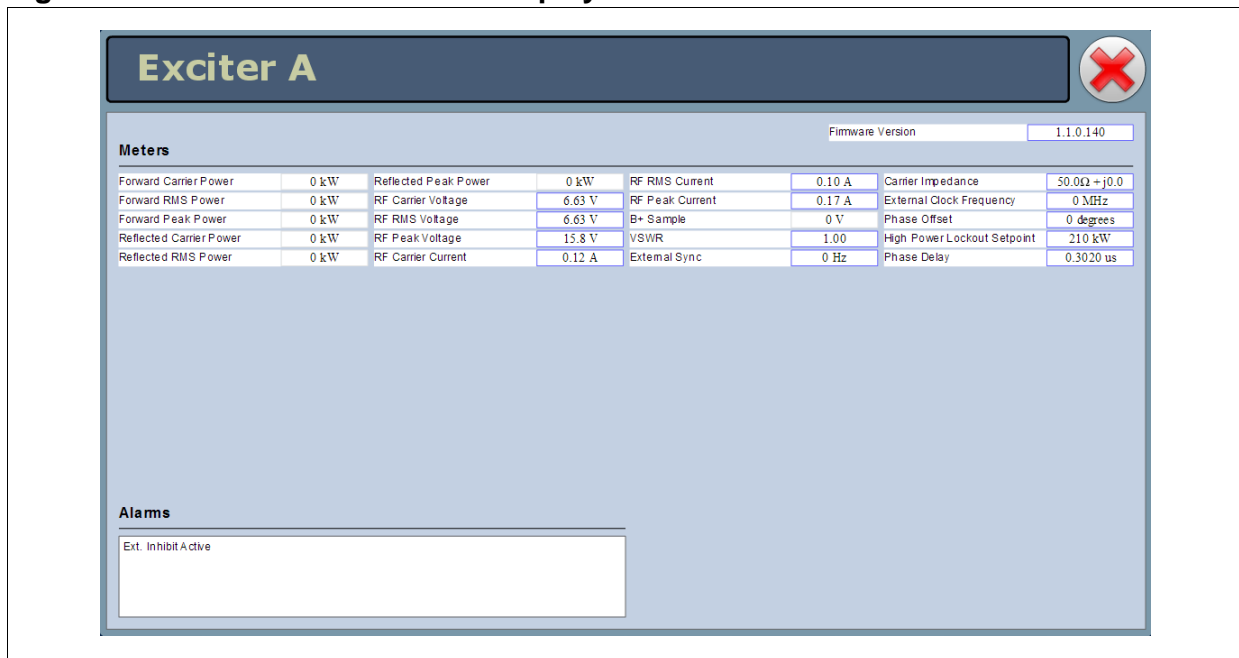 Exciter A
Firmware Version 1.1.0.140
Meters
Forward Carrier Power 0 kW Reflected Peak Power 0 kW RF RMS Current 0.10 A Carrier Impedance 50.0Ω +j0.0
Forward RMS Power 0 kW RF Carrier Voltage 6.63 V RF Peak Current 0.17 A External Clock Frequency 0 MHz
Forward Peak Power 0 kW RF RMS Voltage 6.63 V B+ Sample 0 V Phase Offset 0 degrees
Reflected Carrier Power 0 kW RF Peak Voltage 15.8 V VSWR 1.00 High Power Lockout Setpoint 210 kW
Reflected RMS Power 0 kW RF Carrier Current 0.12 A External Sync 0 Hz Phase Delay 0.3020 us
Alarms
Ext. Inhibit Active